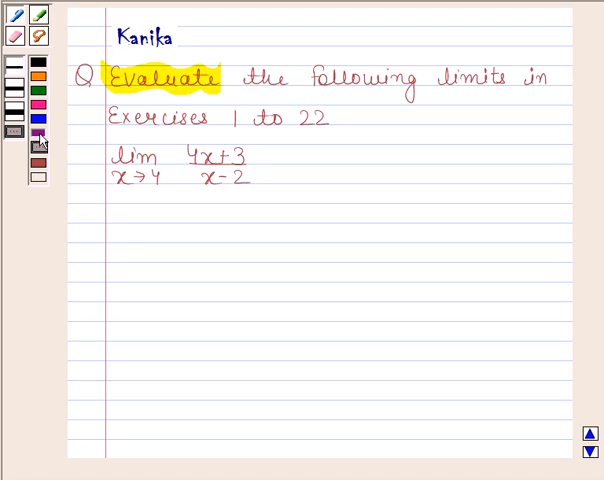 Kanika
Q Evaluate the following limits in
Exercises 1 to 22
lim 4x+3
x→4 x-2